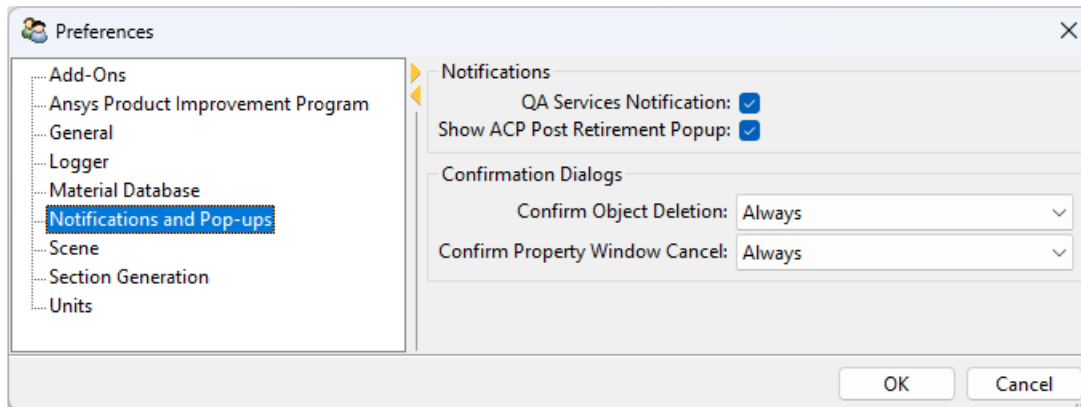 Preferences
Add-Ons
Ansys Product Improvement Program
General
Logger
Material Database
Notifications and Pop-ups
Scene
Section Generation
Units
Notifications
QA Services Notification:
Show ACP Post Retirement Popup:
Confirmation Dialogs
Confirm Object Deletion: Always
Confirm Property Window Cancel: Always
OK Cancel